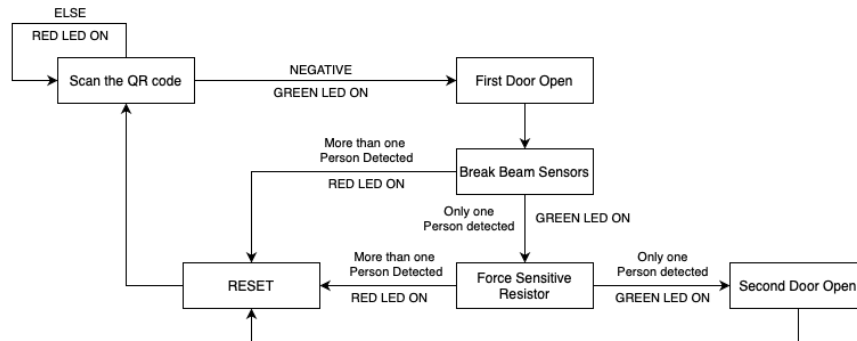 ELSE
RED LED ON
Scan the QR code
NEGATIVE
GREEN LED ON
First Door Open
More than one
Person Detected
RED LED ON
Break Beam Sensors
Only one
Person detected
GREEN LED ON
RESET
More than one
Person Detected
RED LED ON
Force Sensitive
Resistor
Only one
Person detected
GREEN LED ON
Second Door Open